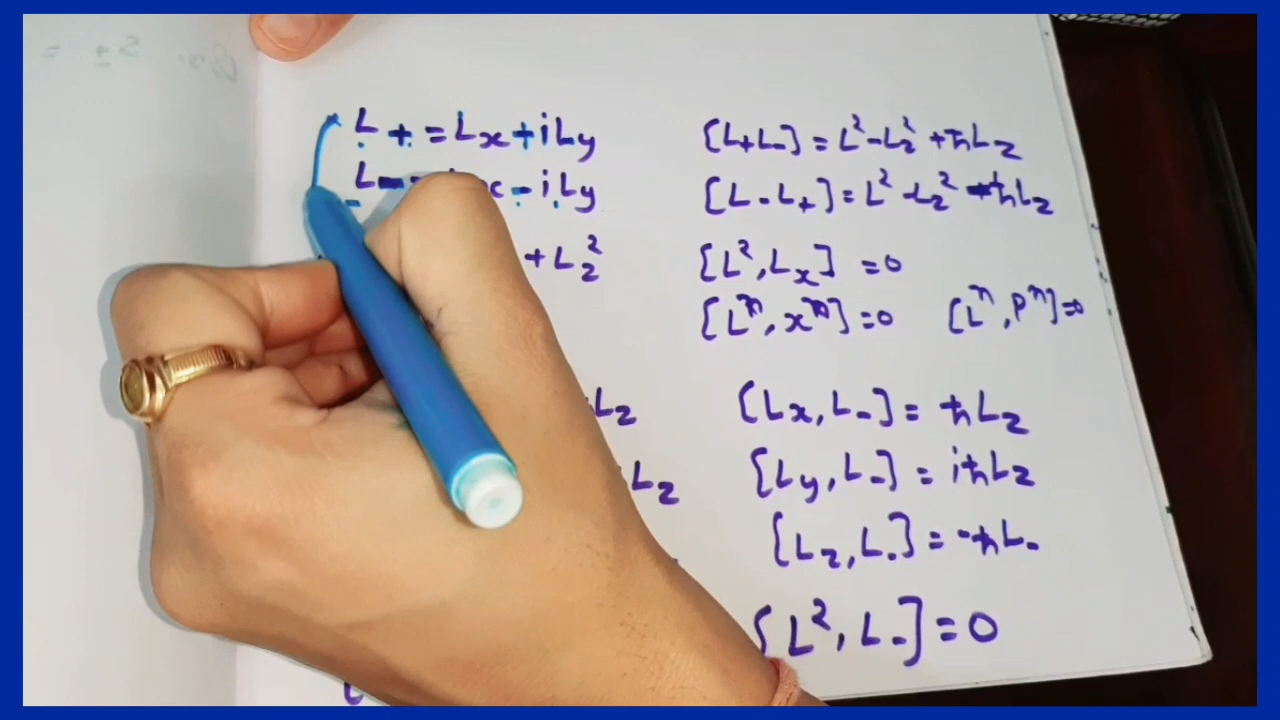 L+ = Lx + iLy
[L+L-] = L² - Lz² + ħLz
L- = x - iLy
[L-L+] = L² - Lz² - ħLz
+ Lz²
[L², Lx] = 0
[Lⁿ, xⁿ] = 0
[Lⁿ, Pⁿ] = 0
Lz
[Lx, L-] = ħLz
Lz
[Ly, L-] = iħLz
[Lz, L-] = -ħL-
[L², L-] = 0